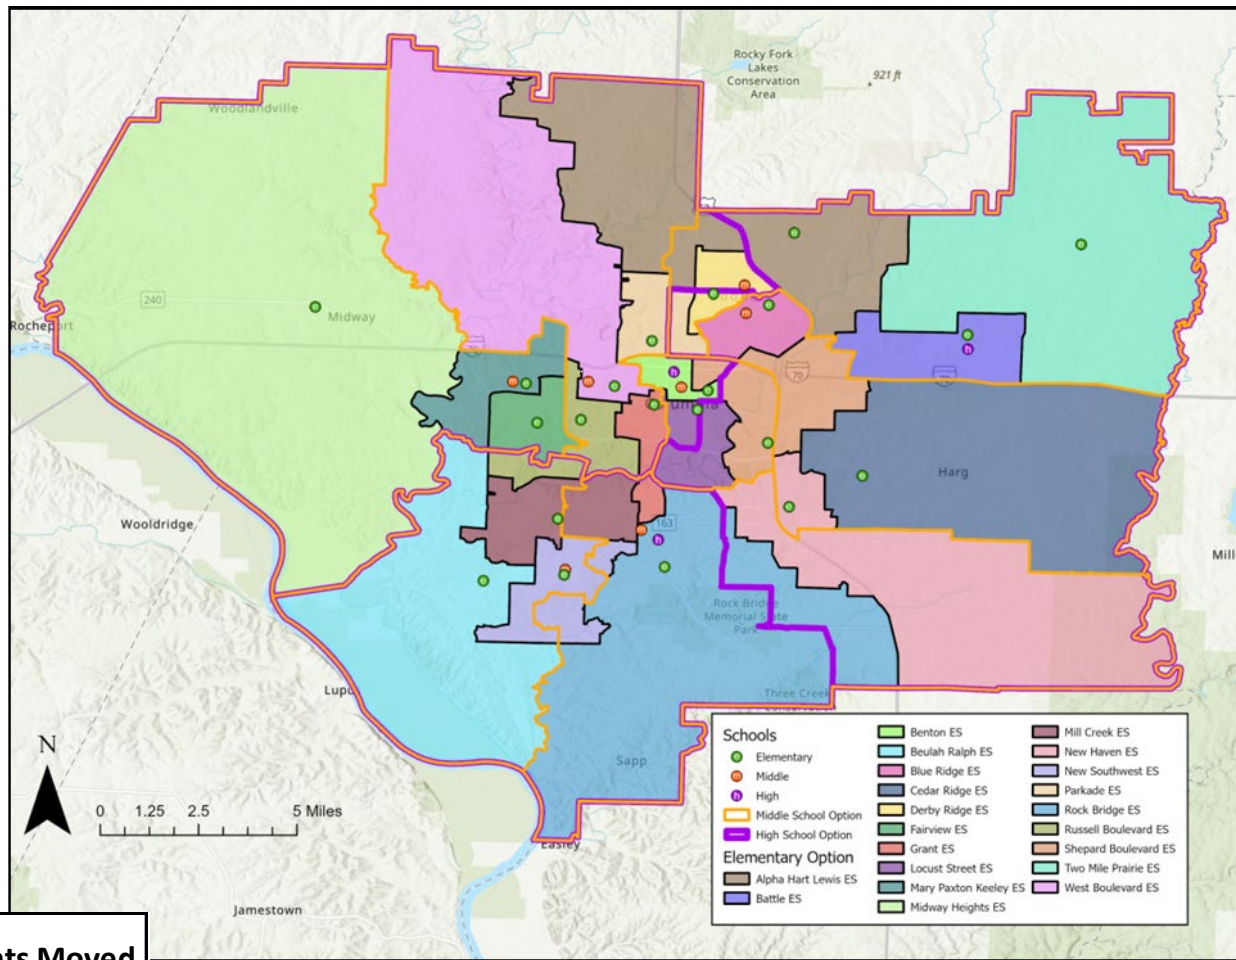 Rocky Fork
Lakes
Conservation
Area
921 ft
Woodlandville
240
Midway
Rocheport
70
70
Harg
Wooldridge
163
Rock Bridge
Memorial State
Park
Lupu
Three Creek
Sapp
Easley
Jamestown
Mill
N
0 1.25 2.5 5 Miles
Schools
e Elementary
m Middle
h High
Middle School Option
High School Option
Elementary Option
Alpha Hart Lewis ES
Battle ES
Benton ES
Beulah Ralph ES
Blue Ridge ES
Cedar Ridge ES
Derby Ridge ES
Fairview ES
Grant ES
Locust Street ES
Mary Paxton Keeley ES
Midway Heights ES
Mill Creek ES
New Haven ES
New Southwest ES
Parkade ES
Rock Bridge ES
Russell Boulevard ES
Shepard Boulevard ES
Two Mile Prairie ES
West Boulevard ES
nts Moved